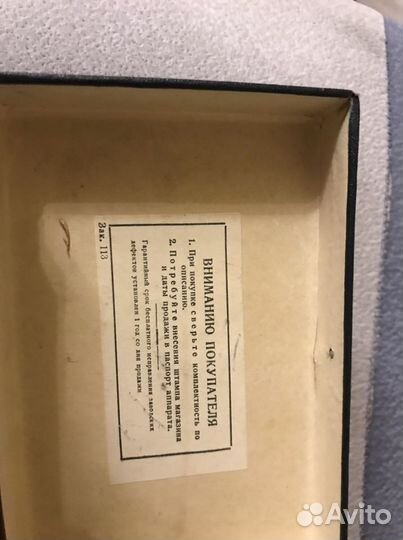 ВНИМАНИЮ ПОКУПАТЕЛЯ
1. При покупке сверьте комплектность по
описанию.
2. Потребуйте внесения штампа магазина
и даты продажи в паспорт аппарата.
Гарантийный срок бесплатного исправления заводских
дефектов установлен 1 год со дня продажи
Зак. 113
Avito